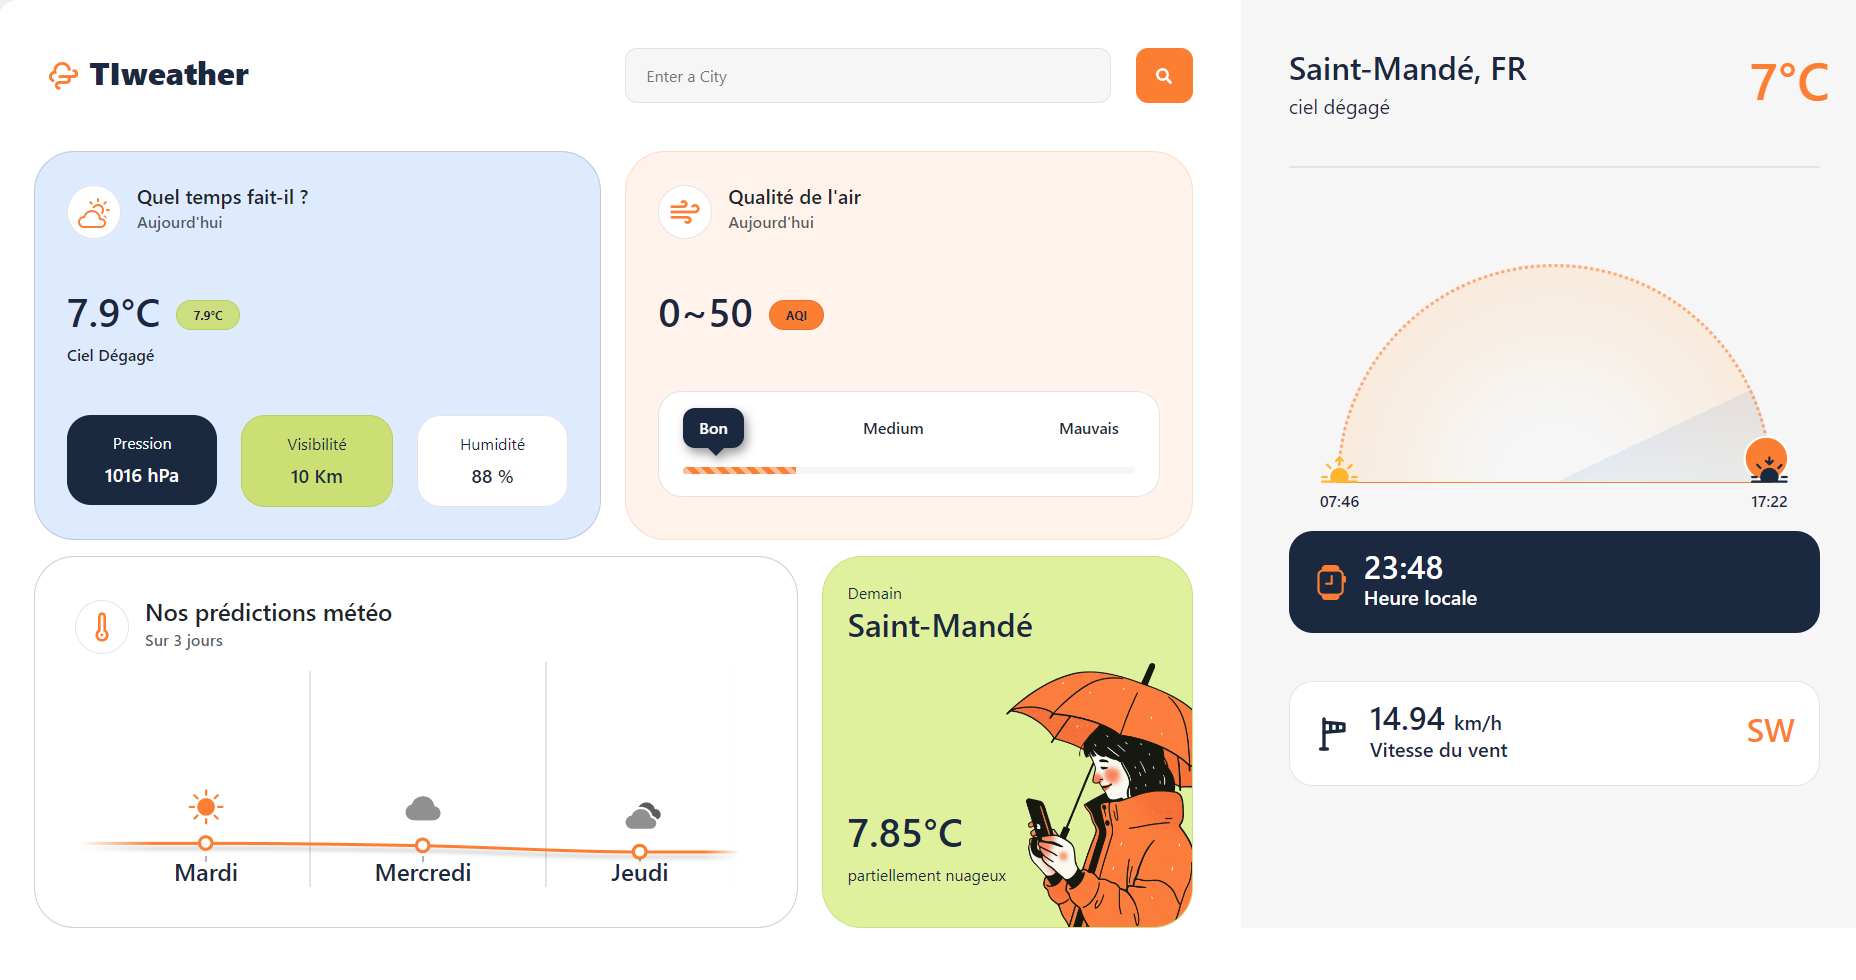 TIweather
Enter a City
Quel temps fait-il ?
Aujourd'hui
7.9°C
7.9°C
Ciel Dégagé
Pression
1016 hPa
Visibilité
10 Km
Humidité
88 %
Qualité de l'air
Aujourd'hui
0~50
AQI
Bon
Medium
Mauvais
Nos prédictions météo
Sur 3 jours
Mardi
Mercredi
Jeudi
Demain
Saint-Mandé
7.85°C
partiellement nuageux
Saint-Mandé, FR
7°C
ciel dégagé
07:46
17:22
23:48
Heure locale
14.94 km/h
Vitesse du vent
SW